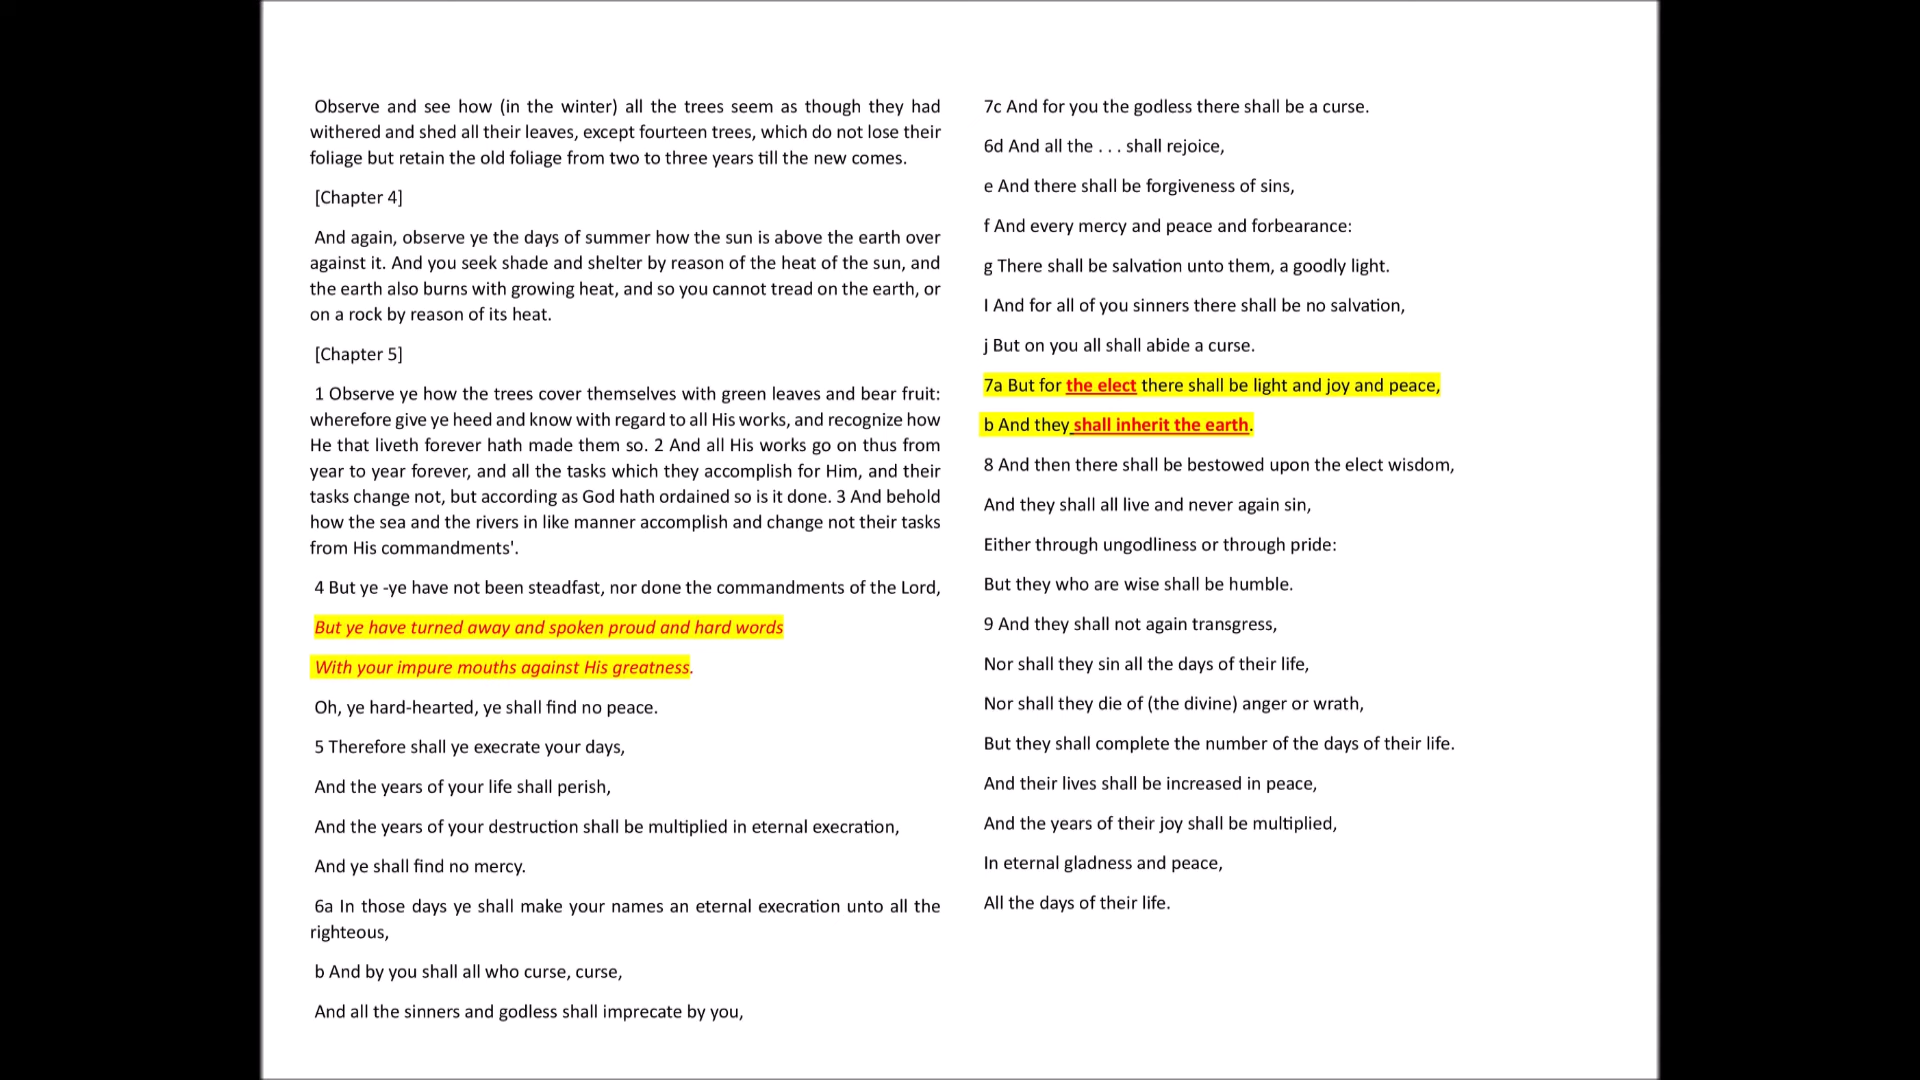 Observe and see how (in the winter) all the trees seem as though they had
withered and shed all their leaves, except fourteen trees, which do not lose their
foliage but retain the old foliage from two to three years till the new comes.
[Chapter 4]
And again, observe ye the days of summer how the sun is above the earth over
against it. And you seek shade and shelter by reason of the heat of the sun, and
the earth also burns with growing heat, and so you cannot tread on the earth, or
on a rock by reason of its heat.
[Chapter 5]
1 Observe ye how the trees cover themselves with green leaves and bear fruit:
wherefore give ye heed and know with regard to all His works, and recognize how
He that liveth forever hath made them so. 2 And all His works go on thus from
year to year forever, and all the tasks which they accomplish for Him, and their
tasks change not, but according as God hath ordained so is it done. 3 And behold
how the sea and the rivers in like manner accomplish and change not their tasks
from His commandments'.
4 But ye -ye have not been steadfast, nor done the commandments of the Lord,
But ye have turned away and spoken proud and hard words
With your impure mouths against His greatness.
Oh, ye hard-hearted, ye shall find no peace.
5 Therefore shall ye execrate your days,
And the years of your life shall perish,
And the years of your destruction shall be multiplied in eternal execration,
And ye shall find no mercy.
6a In those days ye shall make your names an eternal execration unto all the
righteous,
b And by you shall all who curse, curse,
And all the sinners and godless shall imprecate by you,
7c And for you the godless there shall be a curse.
6d And all the . . . shall rejoice,
e And there shall be forgiveness of sins,
f And every mercy and peace and forbearance:
g There shall be salvation unto them, a goodly light.
I And for all of you sinners there shall be no salvation,
j But on you all shall abide a curse.
7a But for the elect there shall be light and joy and peace,
b And they shall inherit the earth.
8 And then there shall be bestowed upon the elect wisdom,
And they shall all live and never again sin,
Either through ungodliness or through pride:
But they who are wise shall be humble.
9 And they shall not again transgress,
Nor shall they sin all the days of their life,
Nor shall they die of (the divine) anger or wrath,
But they shall complete the number of the days of their life.
And their lives shall be increased in peace,
And the years of their joy shall be multiplied,
In eternal gladness and peace,
All the days of their life.